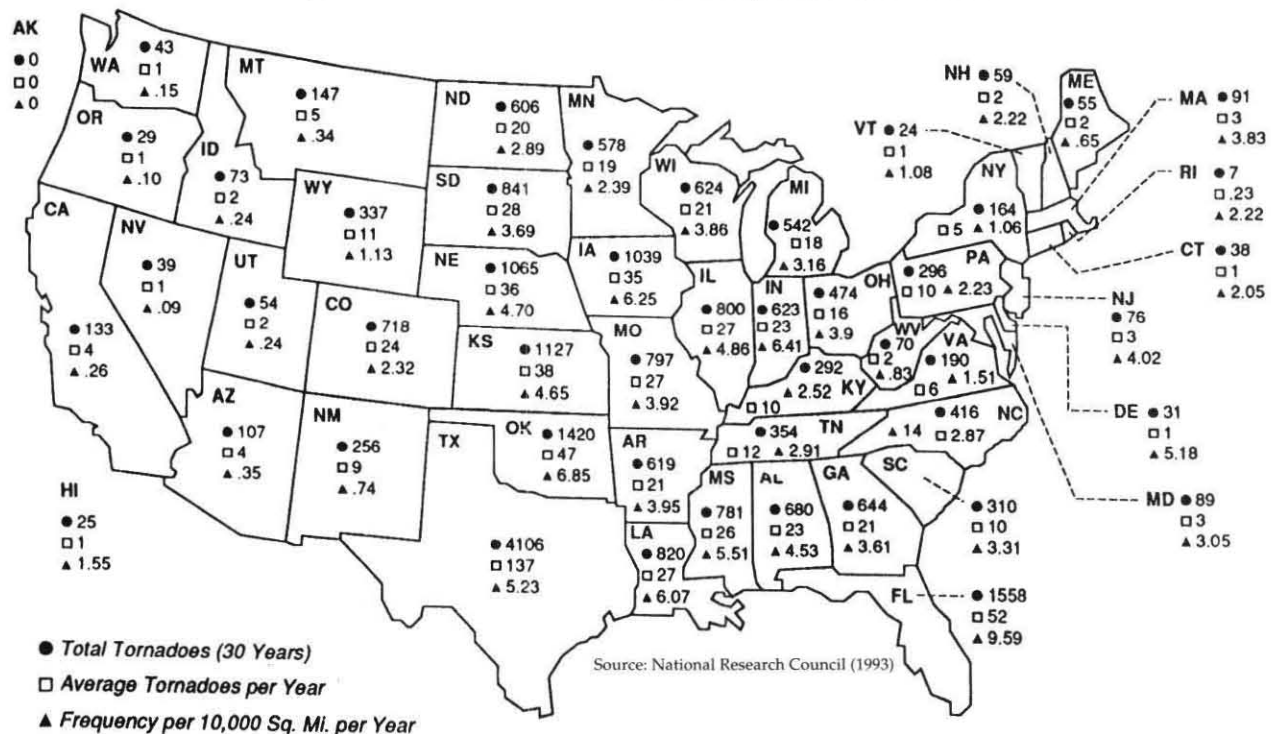 AK
● 0
□ 0
▲ 0
WA
● 43
□ 1
▲ .15
OR
● 29
□ 1
▲ .10
CA
● 133
□ 4
▲ .26
ID
● 73
□ 2
▲ .24
NV
● 39
□ 1
▲ .09
MT
● 147
□ 5
▲ .34
WY
● 337
□ 11
▲ 1.13
UT
● 54
□ 2
▲ .24
AZ
● 107
□ 4
▲ .35
CO
● 718
□ 24
▲ 2.32
NM
● 256
□ 9
▲ .74
HI
● 25
□ 1
▲ 1.55
ND
● 606
□ 20
▲ 2.89
SD
● 841
□ 28
▲ 3.69
NE
● 1065
□ 36
▲ 4.70
KS
● 1127
□ 38
▲ 4.65
OK
● 1420
□ 47
▲ 6.85
TX
● 4106
□ 137
▲ 5.23
MN
● 578
□ 19
▲ 2.39
IA
● 1039
□ 35
▲ 6.25
MO
● 797
□ 27
▲ 3.92
AR
● 619
□ 21
▲ 3.95
LA
● 820
□ 27
▲ 6.07
WI
● 624
□ 21
▲ 3.86
IL
● 800
□ 27
▲ 4.86
MI
● 542
□ 18
▲ 3.16
IN
● 623
□ 23
▲ 6.41
OH
● 474
□ 16
▲ 3.9
KY
● 292
▲ 2.52
□ 10
TN
● 354
□ 12 ▲ 2.91
MS
● 781
□ 26
▲ 5.51
AL
● 680
□ 23
▲ 4.53
GA
● 644
□ 21
▲ 3.61
FL
● 1558
□ 52
▲ 9.59
SC
● 310
□ 10
▲ 3.31
NC
● 416
▲ 14 □ 2.87
VA
● 190
▲ 1.51
□ 6
WV
● 70
□ 2
▲ .83
PA
● 296
□ 10 ▲ 2.23
NY
● 164
□ 5 ▲ 1.06
VT ● 24
□ 1
▲ 1.08
NH ● 59
□ 2
▲ 2.22
ME
● 55
□ 2
▲ .65
MA ● 91
□ 3
▲ 3.83
RI ● 7
□ .23
▲ 2.22
CT ● 38
□ 1
▲ 2.05
NJ
● 76
□ 3
▲ 4.02
DE ● 31
□ 1
▲ 5.18
MD ● 89
□ 3
▲ 3.05
● Total Tornadoes (30 Years)
□ Average Tornadoes per Year
▲ Frequency per 10,000 Sq. Mi. per Year
Source: National Research Council (1993)